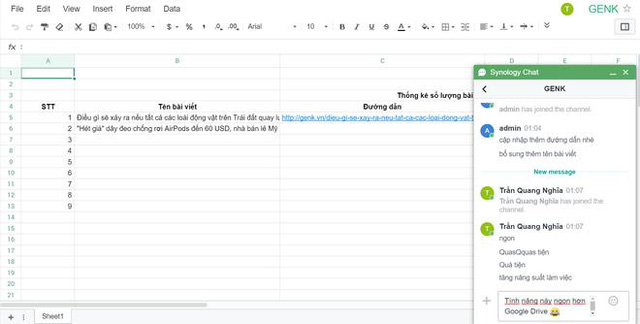 File Edit View Insert Format Data
T GENK
100% $ % .0 .00 Arial 10 B I U S A
fx :
A B C D E F
1
2
3 Thống kê số lượng bài
4 STT Tên bài viết Đường dẫn
5 1 Điều gì sẽ xảy ra nếu tất cả các loài động vật trên Trái đất quay lư http://genk.vn/dieu-gi-se-xay-ra-neu-tat-ca-cac-loai-dong-vat-t
6 2 "Hét giá" dây đeo chống rơi AirPods đến 60 USD, nhà bán lẻ Mỹ
7 3
8 4
9 5
10 6
11 7
12 8
13 9
14
15
16
17
18
19
20
21
Sheet1
Synology Chat
GENK
admin has joined the channel.
A admin 01:04
cập nhập thêm đường dẫn nhé
bổ sung thêm tên bài viết
New message
T Trần Quang Nghĩa 01:07
Trần Quang Nghĩa has joined the
channel.
T Trần Quang Nghĩa 01:07
ngon
QuasQquas tiện
Quá tiện
tăng năng suất làm việc
Tính năng này ngon hơn
Google Drive 😂